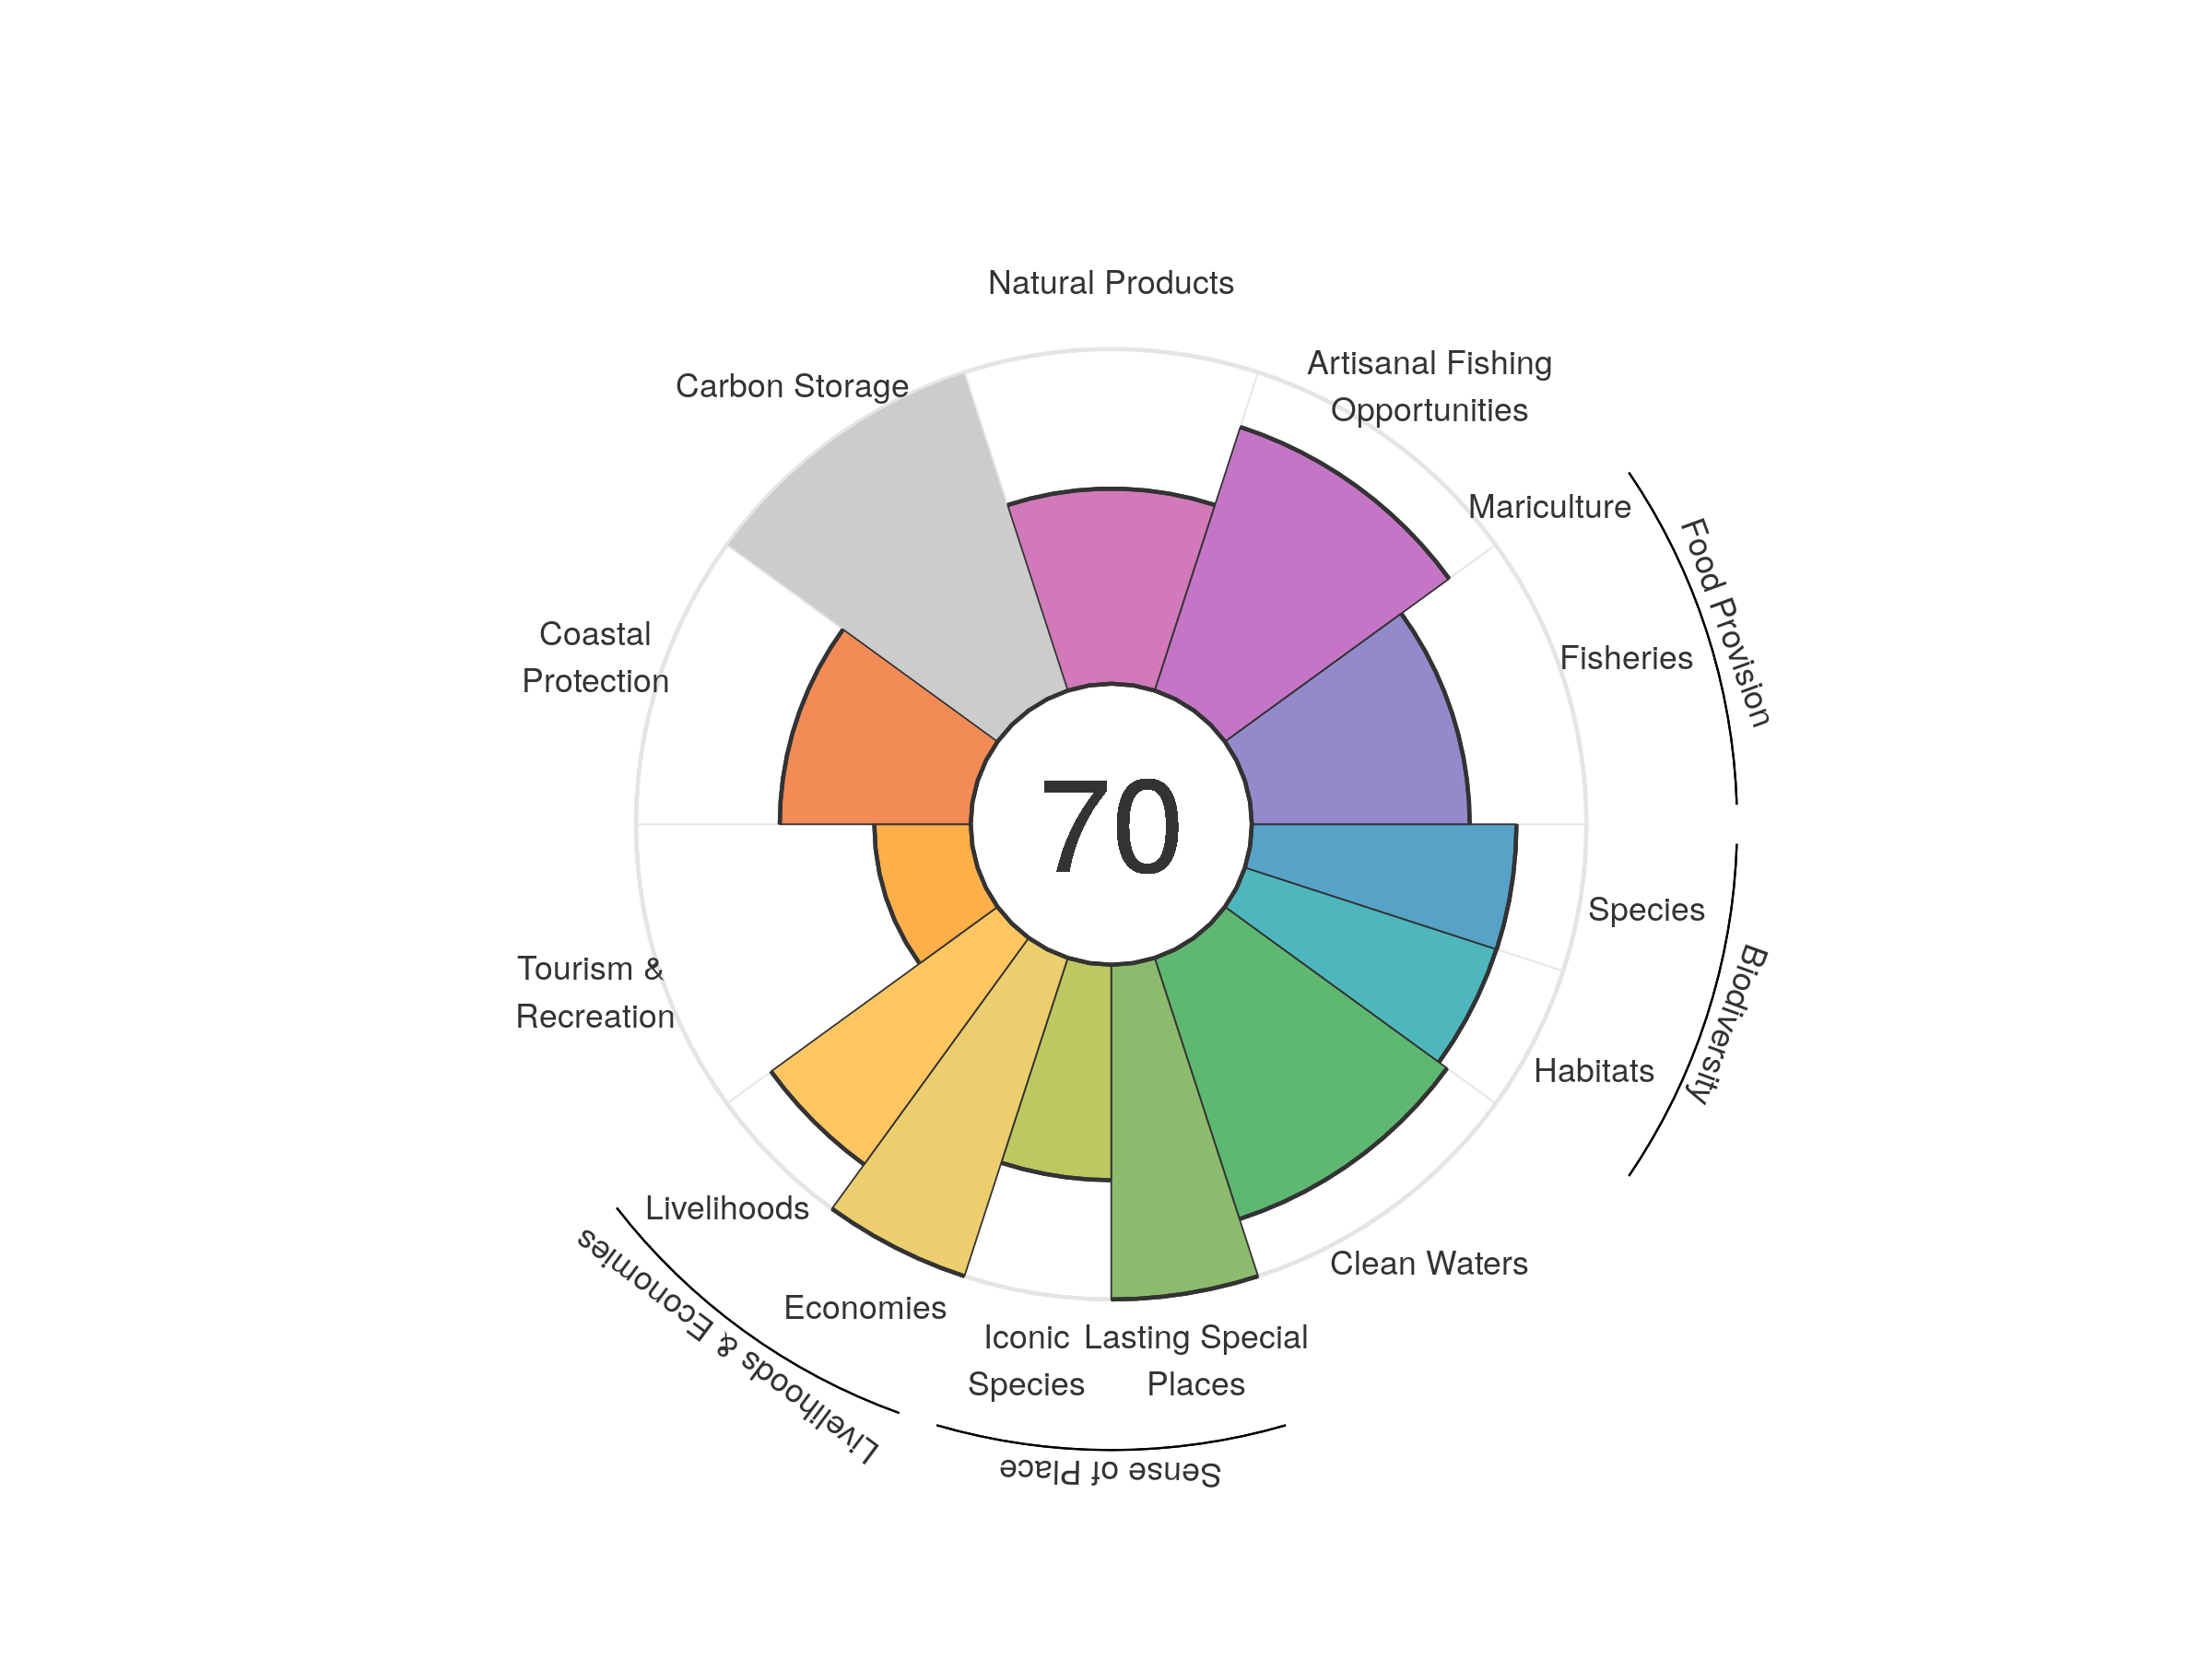 Natural Products
Artisanal Fishing
Opportunities
Carbon Storage
Mariculture
Food Provision
Coastal
Protection
Fisheries
70
Species
Biodiversity
Tourism &
Recreation
Habitats
Livelihoods
Clean Waters
Livelihoods & Economies
Economies
Iconic
Species
Lasting Special
Places
Sense of Place